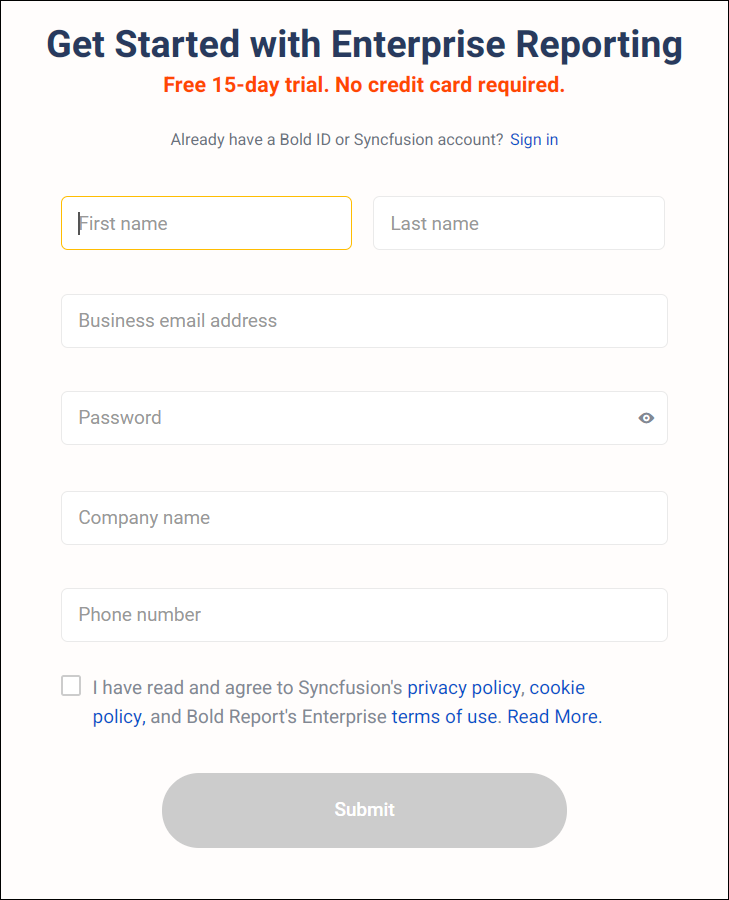 Get Started with Enterprise Reporting
Free 15-day trial. No credit card required.
Already have a Bold ID or Syncfusion account? Sign in
First name
Last name
Business email address
Password
Company name
Phone number
I have read and agree to Syncfusion's privacy policy, cookie
policy, and Bold Report's Enterprise terms of use. Read More.
Submit